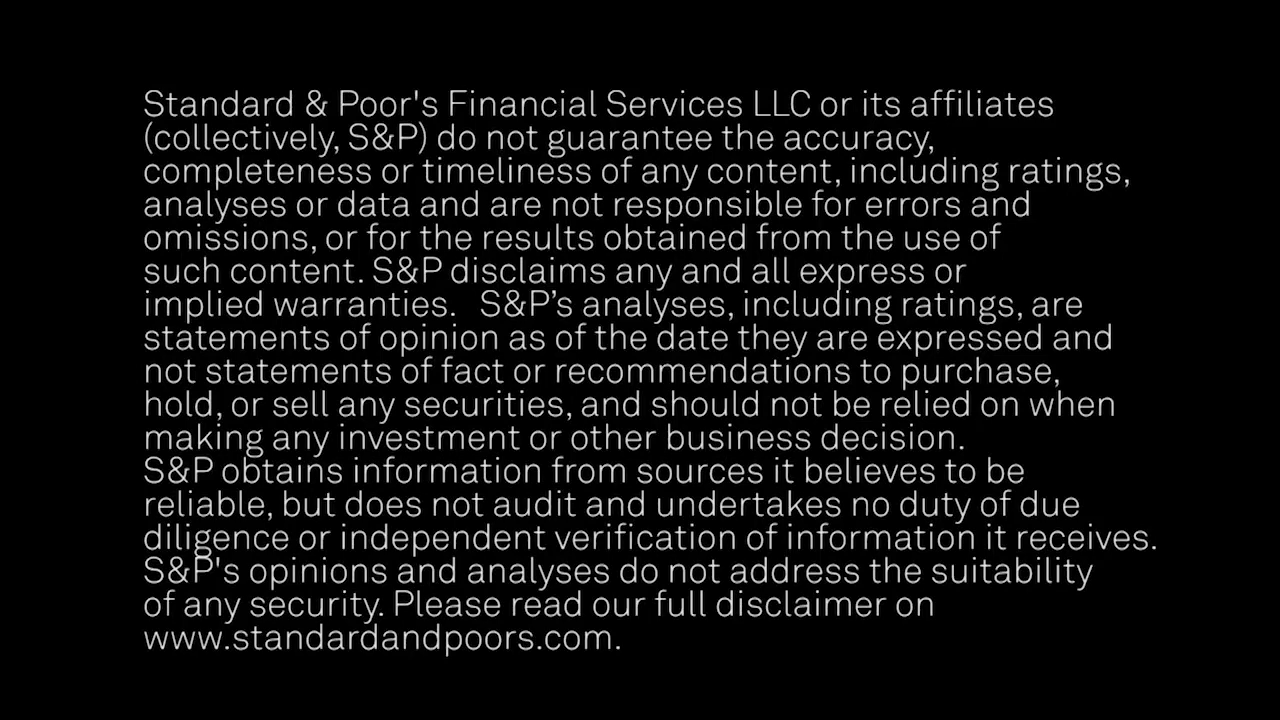 Standard & Poor's Financial Services LLC or its affiliates
(collectively, S&P) do not guarantee the accuracy,
completeness or timeliness of any content, including ratings,
analyses or data and are not responsible for errors and
omissions, or for the results obtained from the use of
such content. S&P disclaims any and all express or
implied warranties.   S&P’s analyses, including ratings, are
statements of opinion as of the date they are expressed and
not statements of fact or recommendations to purchase,
hold, or sell any securities, and should not be relied on when
making any investment or other business decision.
S&P obtains information from sources it believes to be
reliable, but does not audit and undertakes no duty of due
diligence or independent verification of information it receives.
S&P's opinions and analyses do not address the suitability
of any security. Please read our full disclaimer on
www.standardandpoors.com.